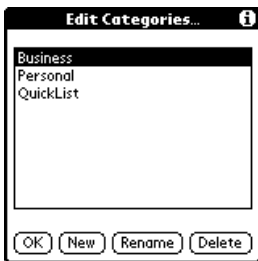 Edit Categories... i
Business
Personal
QuickList
OK New Rename Delete